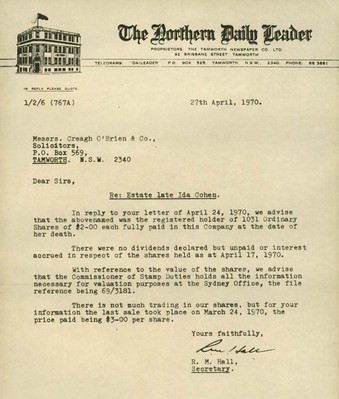 The Northern Daily Leader
PROPRIETORS: THE TAMWORTH NEWSPAPER CO. LTD.
92 BRISBANE STREET TAMWORTH
TELEGRAMS: "DAILEADER" P.O. BOX 525, TAMWORTH, N.S.W., 2340. PHONE:
IN REPLY PLEASE QUOTE
1/2/6 (767A)
27th April, 1970.
Messrs. Creagh O'Brien & Co.,
Solicitors,
P.O. Box 569,
TAMWORTH. N.S.W. 2340
Dear Sirs,
Re: Estate late Ida Cohen.
In reply to your letter of April 24, 1970, we advise
that the abovenamed was the registered holder of 1031 Ordinary
Shares of $2-00 each fully paid in this Company at the date of
her death.
There were no dividends declared but unpaid or interest
accrued in respect of the shares held as at April 17, 1970.
With reference to the value of the shares, we advise
that the Commissioner of Stamp Duties holds all the information
necessary for valuation purposes at the Sydney Office, the file
reference being 69/3181.
There is not much trading in our shares, but for your
information the last sale took place on March 24, 1970, the
price paid being $3-00 per share.
Yours faithfully,
R. M. Hall,
Secretary.